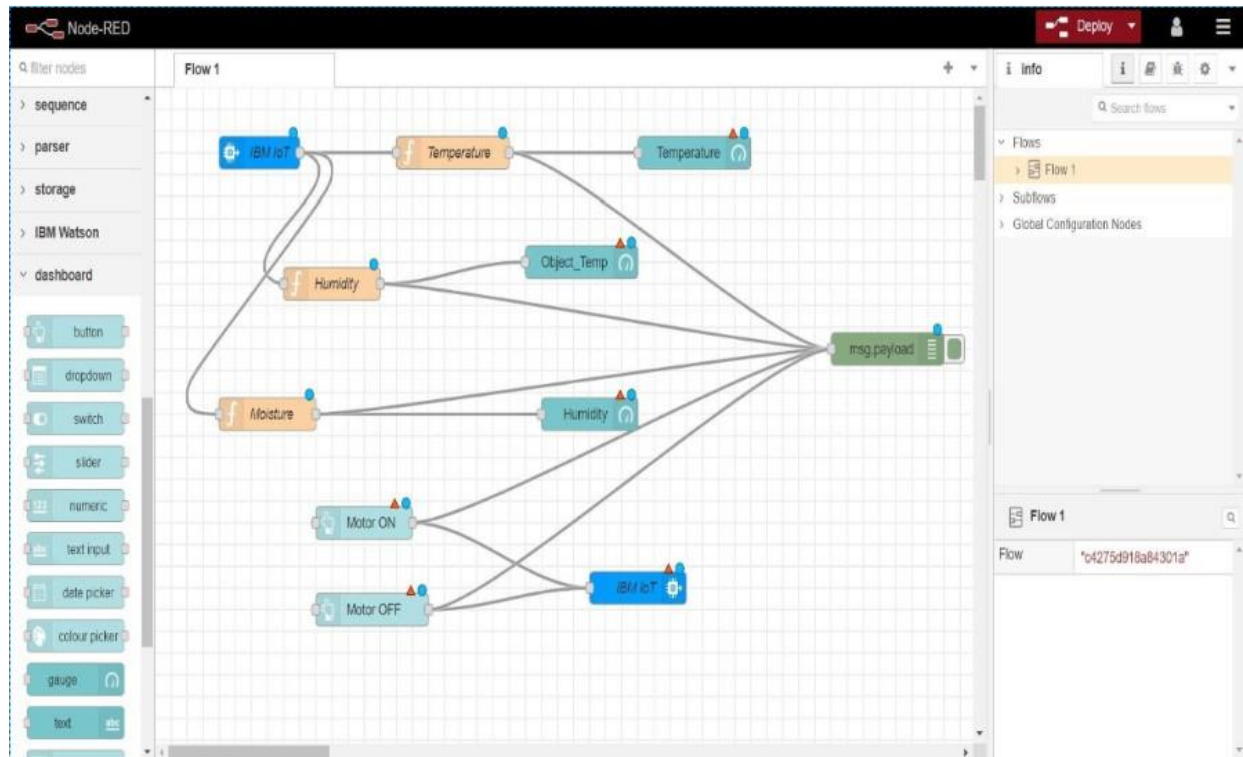 Node-RED
Deploy
filter nodes
Flow 1
i Info
i
Search flows
sequence
parser
storage
IBM Watson
dashboard
button
dropdown
switch
slider
numeric
text input
date picker
colour picker
gauge
text
abc
IBM IoT
f Temperature
Temperature
f Humidity
Object_Temp
msg.payload
f Moisture
Humidity
Motor ON
Motor OFF
IBM IoT
Flows
Flow 1
Subflows
Global Configuration Nodes
Flow 1
Flow "c4275d918a84301a"